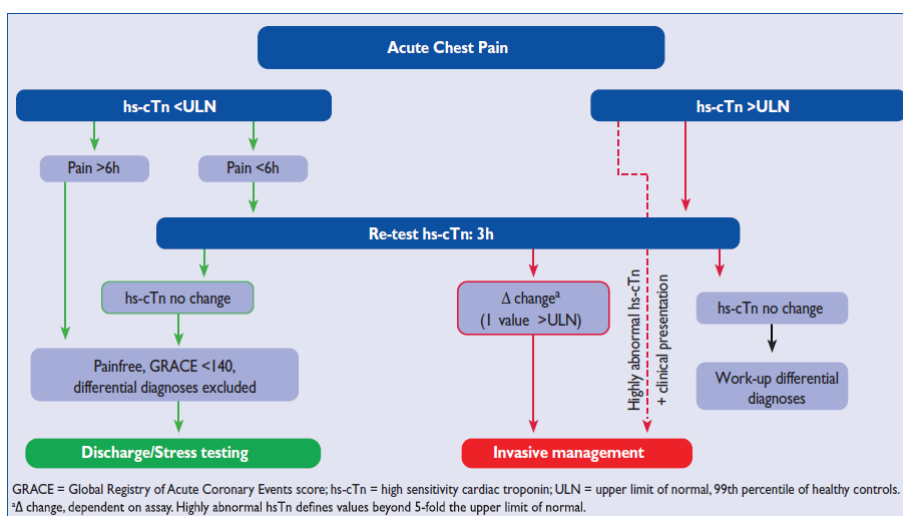 Acute Chest Pain
hs-cTn <ULN
hs-cTn >ULN
Pain >6h
Pain <6h
Re-test hs-cTn: 3h
hs-cTn no change
Δ changeᵃ
(1 value >ULN)
Highly abnormal hs-cTn
+ clinical presentation
hs-cTn no change
Painfree, GRACE <140,
differential diagnoses excluded
Work-up differential
diagnoses
Discharge/Stress testing
Invasive management
GRACE = Global Registry of Acute Coronary Events score; hs-cTn = high sensitivity cardiac troponin; ULN = upper limit of normal, 99th percentile of healthy controls.
ᵃΔ change, dependent on assay. Highly abnormal hsTn defines values beyond 5-fold the upper limit of normal.